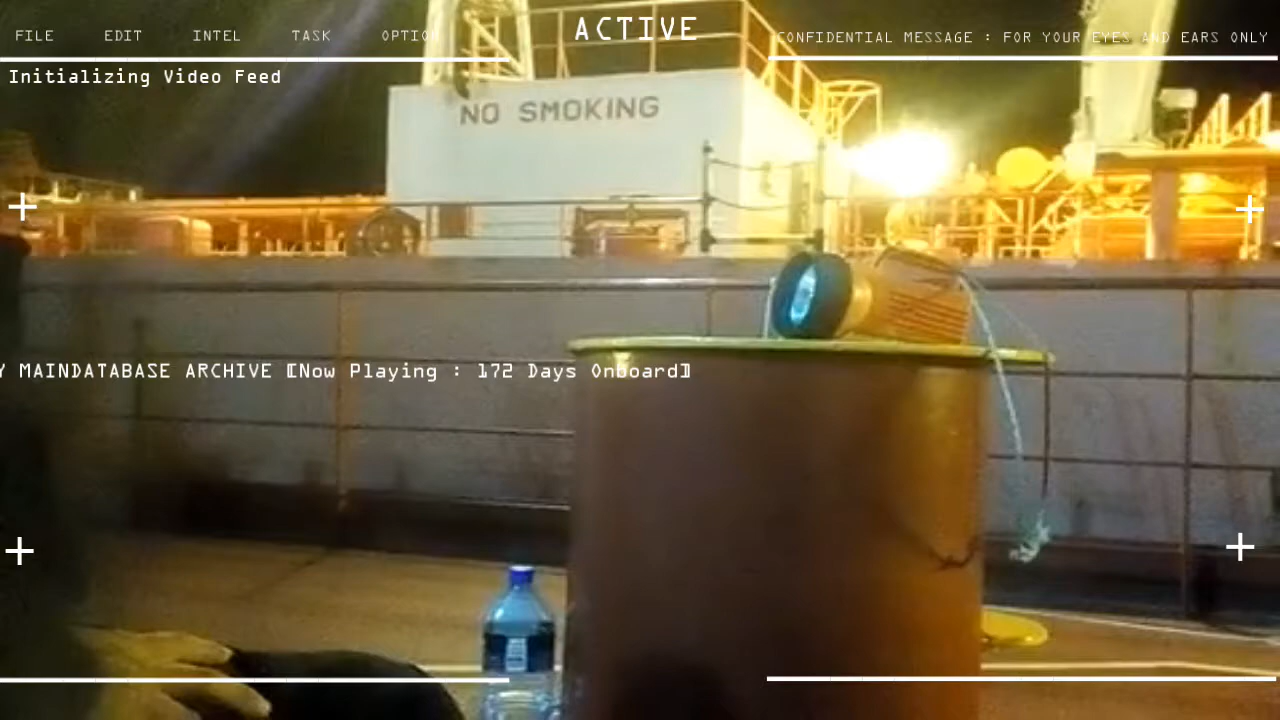 FILE EDIT INTEL TASK OPTION
ACTIVE
CONFIDENTIAL MESSAGE : FOR YOUR EYES AND EARS ONLY
Initializing Video Feed
NO SMOKING
Y MAINDATABASE ARCHIVE [Now Playing : 172 Days Onboard]